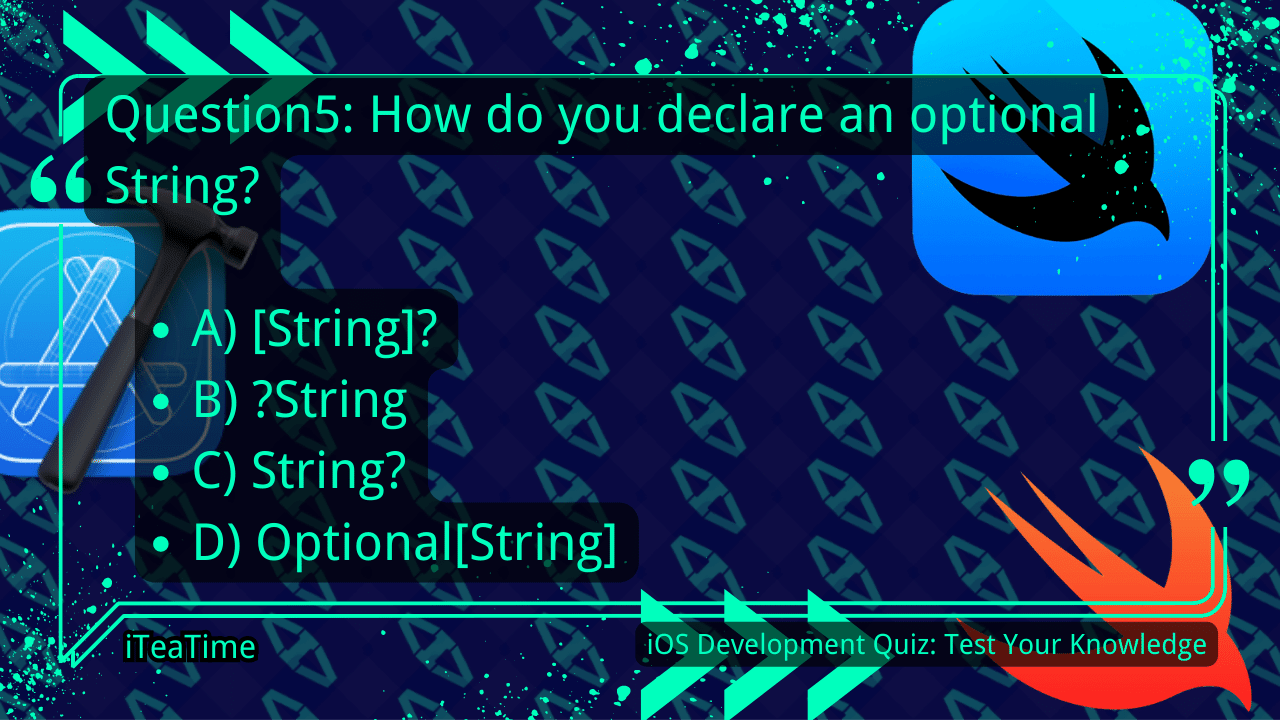 Question5: How do you declare an optional
String?
A) [String]?
B) ?String
C) String?
D) Optional[String]
iTeaTime
iOS Development Quiz: Test Your Knowledge